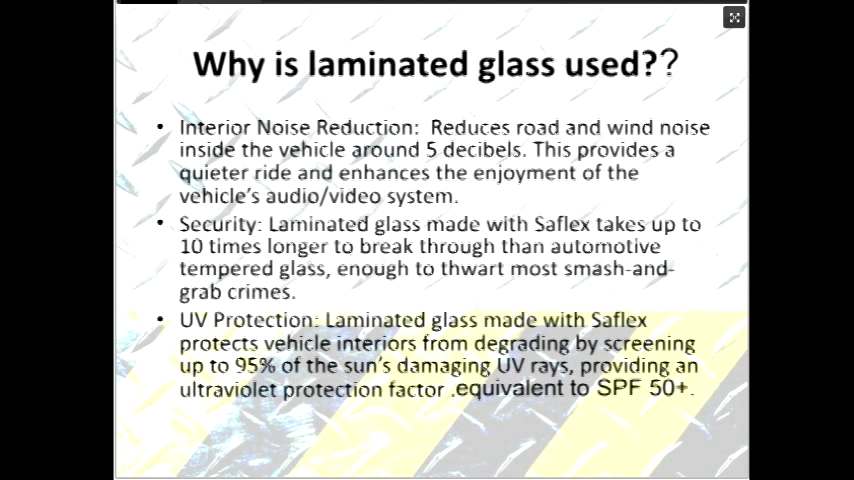 Why is laminated glass used??
• Interior Noise Reduction:  Reduces road and wind noise
inside the vehicle around 5 decibels. This provides a
quieter ride and enhances the enjoyment of the
vehicle's audio/video system.
• Security: Laminated glass made with Saflex takes up to
10 times longer to break through than automotive
tempered glass, enough to thwart most smash-and-
grab crimes.
• UV Protection: Laminated glass made with Saflex
protects vehicle interiors from degrading by screening
up to 95% of the sun's damaging UV rays, providing an
ultraviolet protection factor .equivalent to SPF 50+.